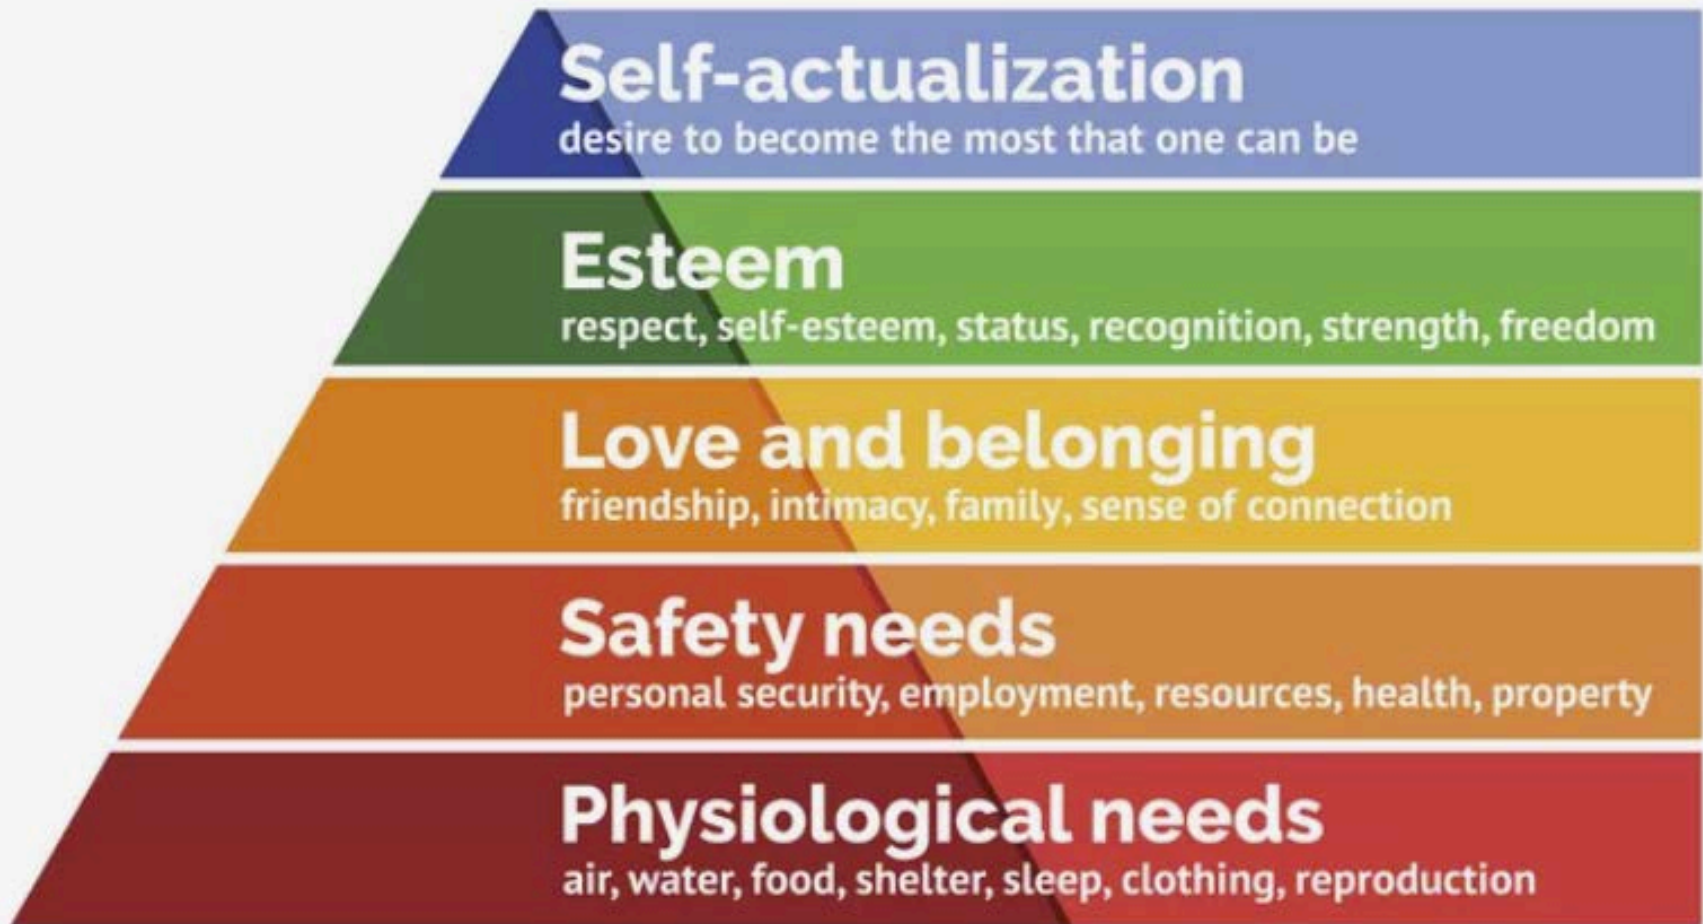 Self-actualization
desire to become the most that one can be
Esteem
respect, self-esteem, status, recognition, strength, freedom
Love and belonging
friendship, intimacy, family, sense of connection
Safety needs
personal security, employment, resources, health, property
Physiological needs
air, water, food, shelter, sleep, clothing, reproduction